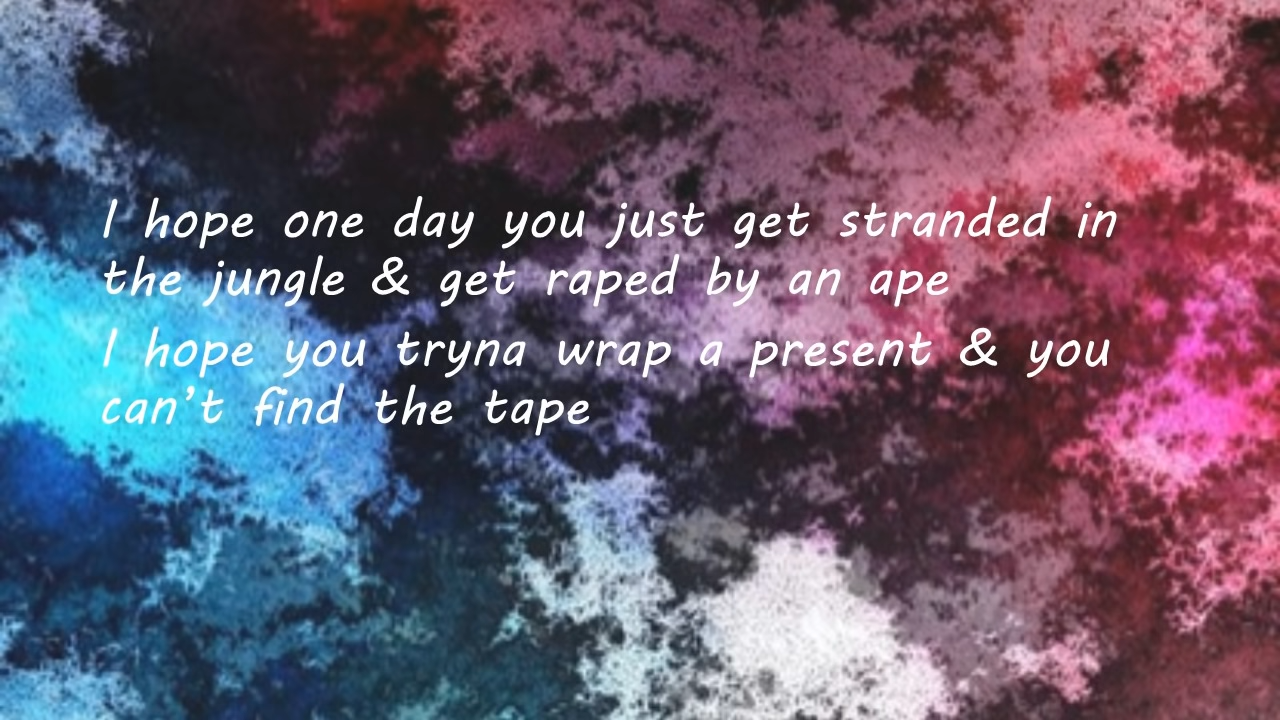 I hope one day you just get stranded in
the jungle & get raped by an ape
I hope you tryna wrap a present & you
can't find the tape